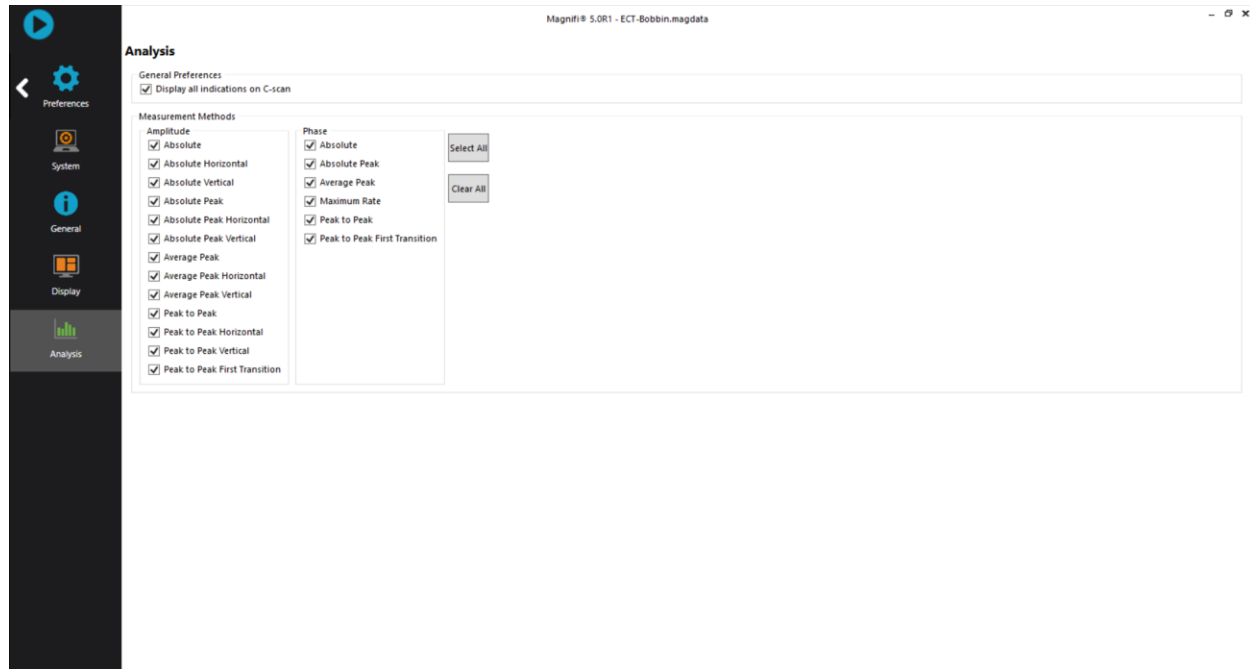 Magnifi® 5.0R1 - ECT-Bobbin.magdata
Preferences
System
General
Display
Analysis
Analysis
General Preferences
Display all indications on C-scan
Measurement Methods
Amplitude
Absolute
Absolute Horizontal
Absolute Vertical
Absolute Peak
Absolute Peak Horizontal
Absolute Peak Vertical
Average Peak
Average Peak Horizontal
Average Peak Vertical
Peak to Peak
Peak to Peak Horizontal
Peak to Peak Vertical
Peak to Peak First Transition
Phase
Absolute
Absolute Peak
Average Peak
Maximum Rate
Peak to Peak
Peak to Peak First Transition
Select All
Clear All